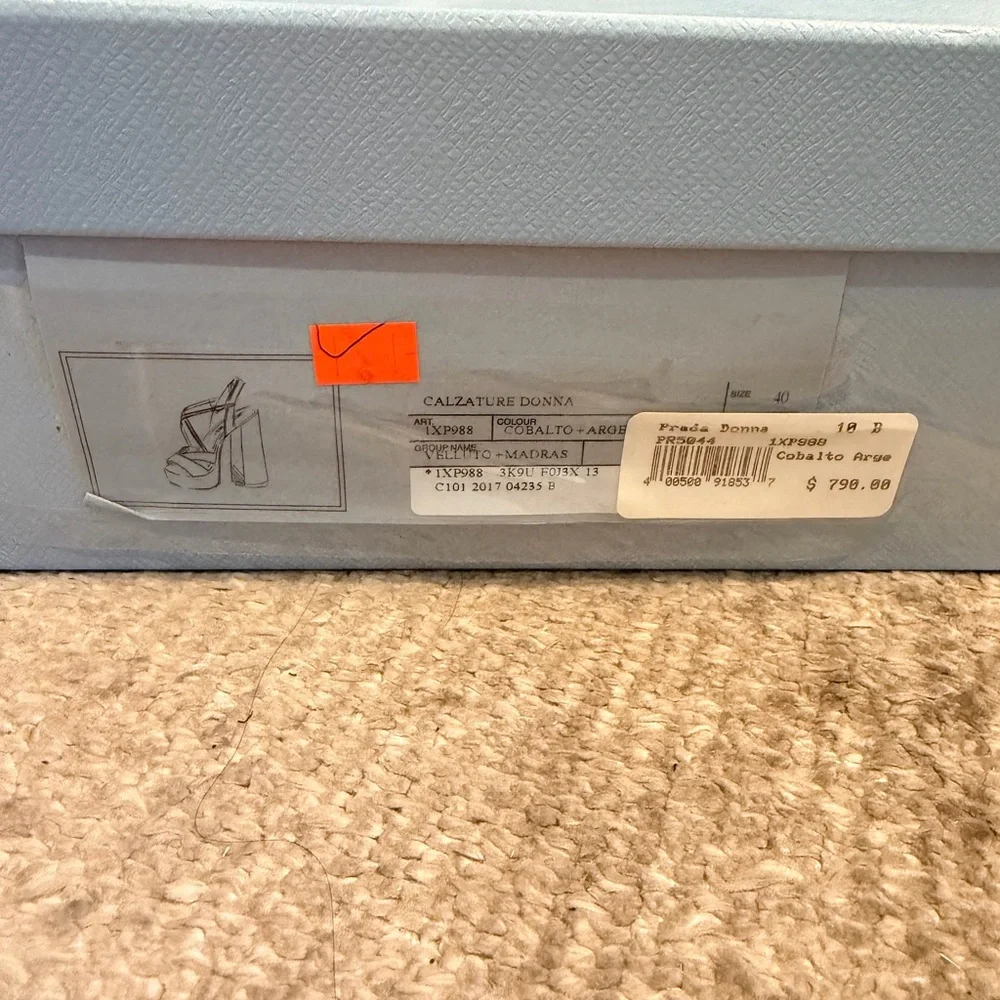 CALZATURE DONNA
SIZE 40
ART. COLOUR
1XP988 COBALTO+ARGE
GROUP NAME
VELLUTO+MADRAS
*1XP988 3K9U F0J3X 13
C101 2017 04235 B
Prada Donna 10 B
PR5044 1XP988
Cobalto Arge
4 00500 91853 7
$ 790.00